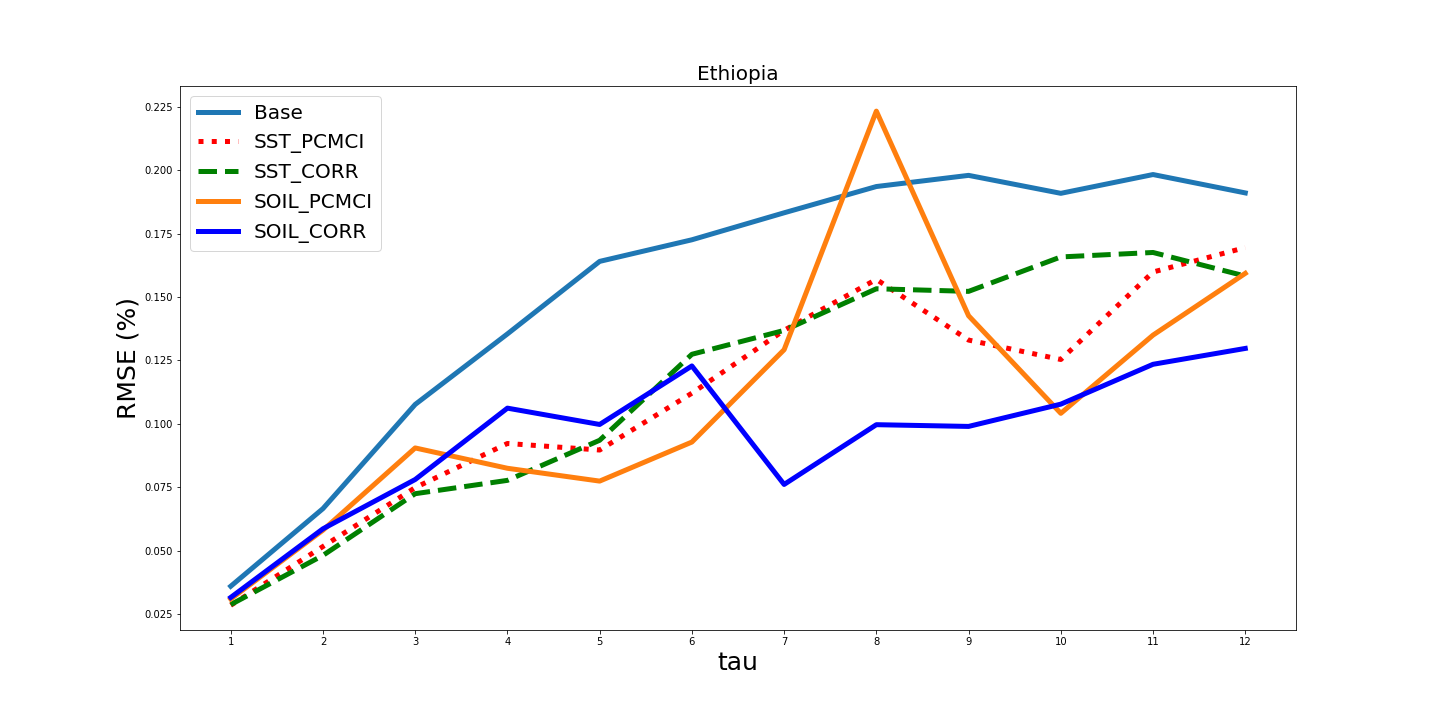 Ethiopia
Base
SST_PCMCI
SST_CORR
SOIL_PCMCI
SOIL_CORR
RMSE (%)
0.225
0.200
0.175
0.150
0.125
0.100
0.075
0.050
0.025
1 2 3 4 5 6 7 8 9 10 11 12
tau